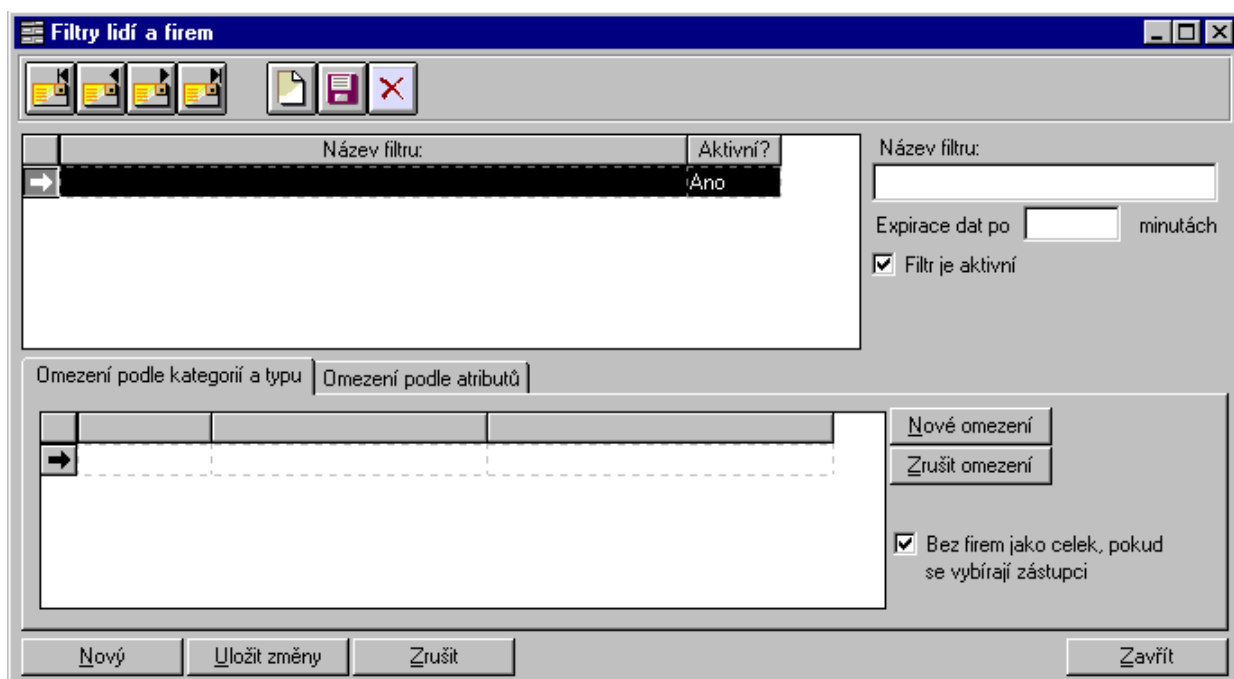 Filtry lidí a firem
Název filtru: Aktivní?
Ano
Název filtru:
Expirace dat po minutách
Filtr je aktivní
Omezení podle kategorií a typu Omezení podle atributů
Nové omezení
Zrušit omezení
Bez firem jako celek, pokud
se vybírají zástupci
Nový Uložit změny Zrušit Zavřít